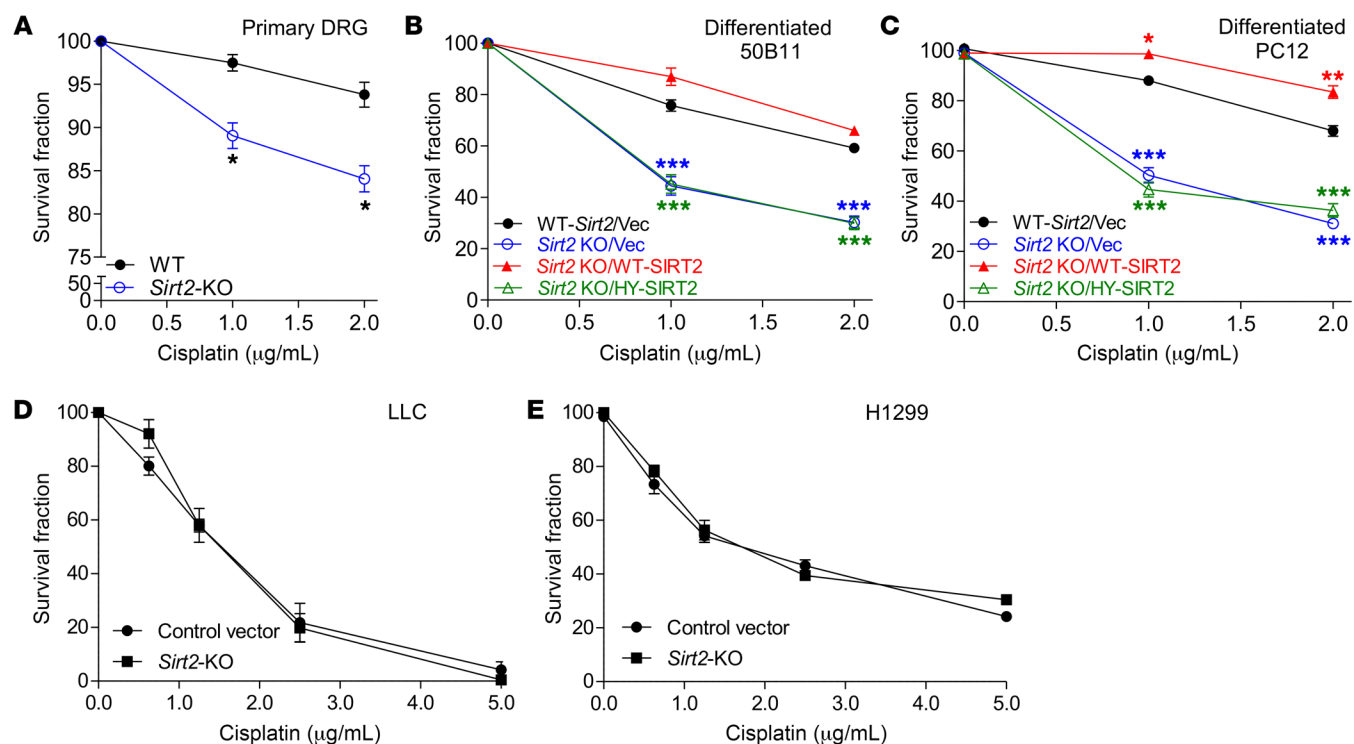 A
Primary DRG
Survival fraction
100
95
90
85
80
75
50
0
*
*
WT
Sirt2-KO
0.0
0.5
1.0
1.5
2.0
Cisplatin (μg/mL)
B
Differentiated
50B11
Survival fraction
100
80
60
40
20
0
***
***
***
***
WT-Sirt2/Vec
Sirt2 KO/Vec
Sirt2 KO/WT-SIRT2
Sirt2 KO/HY-SIRT2
0.0
0.5
1.0
1.5
2.0
Cisplatin (μg/mL)
C
Differentiated
PC12
Survival fraction
100
80
60
40
20
0
*
**
***
***
***
***
WT-Sirt2/Vec
Sirt2 KO/Vec
Sirt2 KO/WT-SIRT2
Sirt2 KO/HY-SIRT2
0.0
0.5
1.0
1.5
2.0
Cisplatin (μg/mL)
D
LLC
Survival fraction
100
80
60
40
20
0
Control vector
Sirt2-KO
0.0
1.0
2.0
3.0
4.0
5.0
Cisplatin (μg/mL)
E
H1299
Survival fraction
100
80
60
40
20
0
Control vector
Sirt2-KO
0.0
1.0
2.0
3.0
4.0
5.0
Cisplatin (μg/mL)